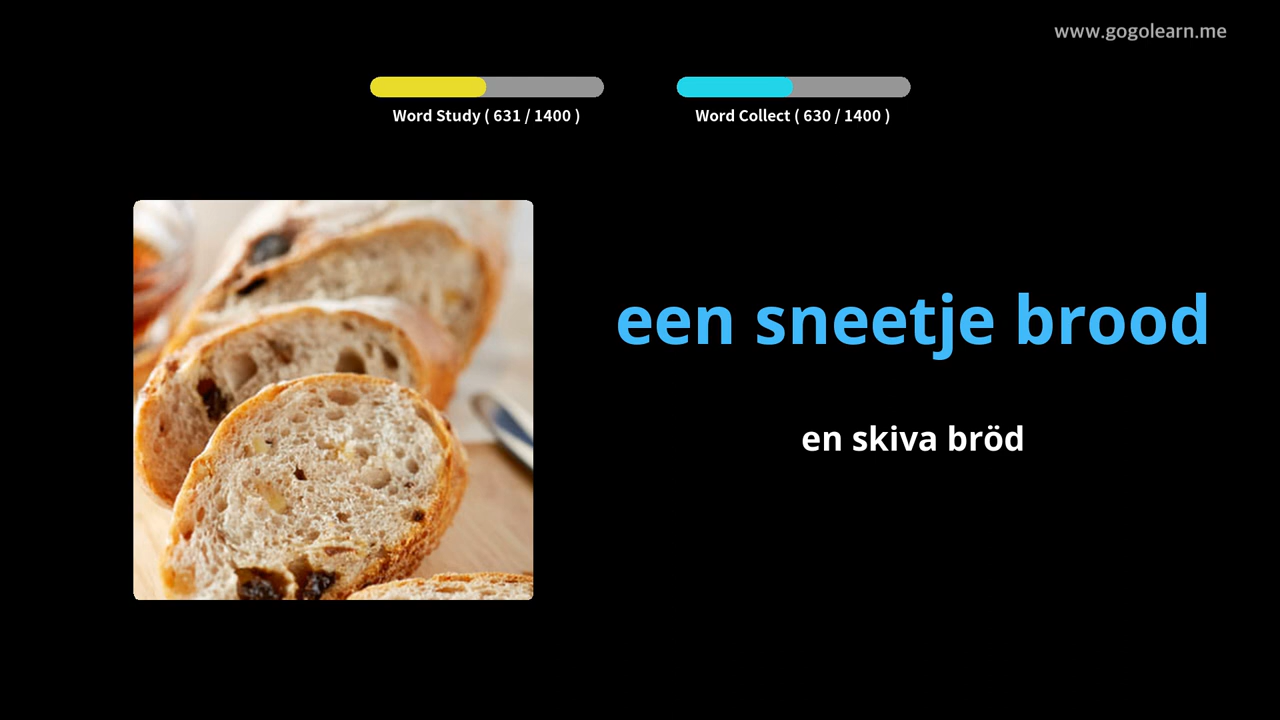 www.gogolearn.me
Word Study ( 631 / 1400 )
Word Collect ( 630 / 1400 )
een sneetje brood
en skiva bröd